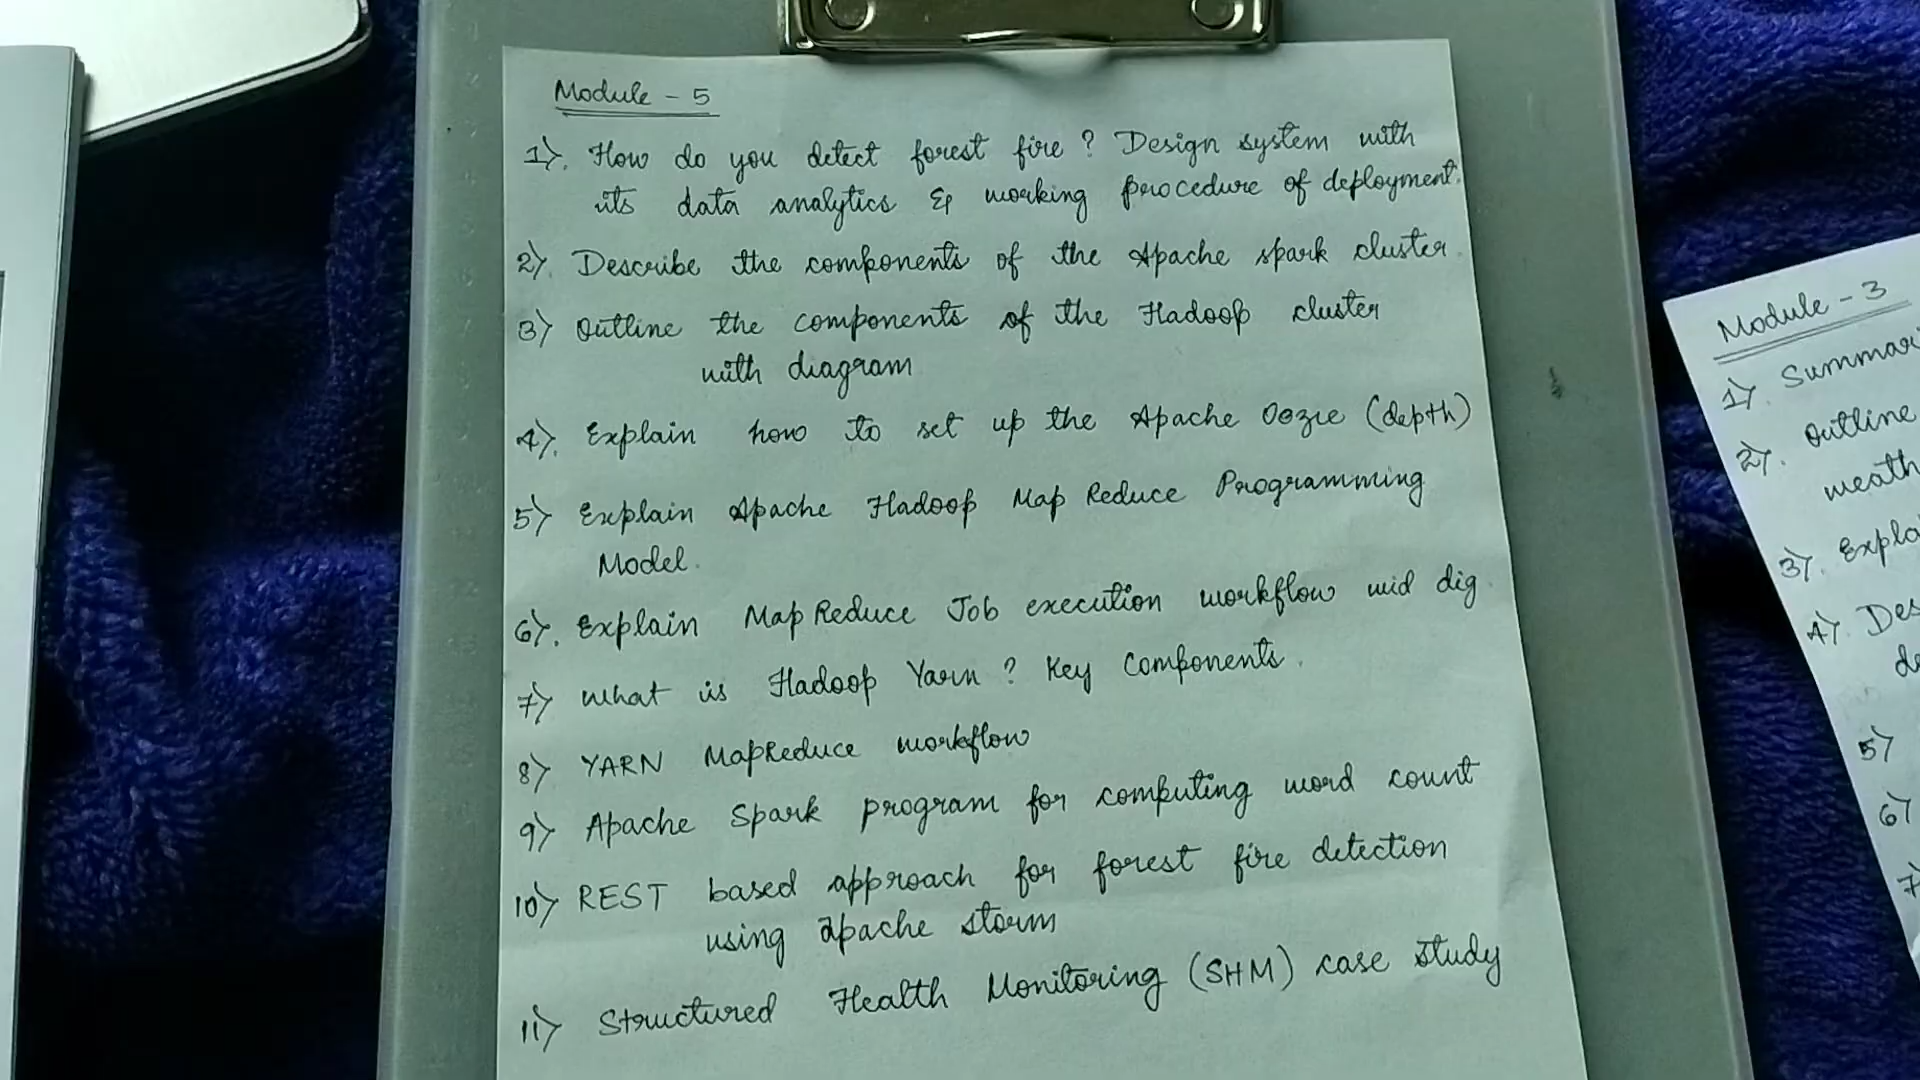 Module - 5
1). How do you detect forest fire ? Design system with
its data analytics & working procedure of deployment.
2). Describe the components of the Apache spark cluster.
3) Outline the components of the Hadoop cluster
with diagram
4). Explain how to set up the Apache Oozie (depth)
5) Explain Apache Hadoop Map Reduce Programming
Model.
6). Explain Map Reduce Job execution workflow wid dig.
7) what is Hadoop Yarn ? Key Components.
8) YARN MapReduce workflow
9) Apache Spark program for computing word count
10) REST based approach for forest fire detection
using apache storm
11) Structured Health Monitoring (SHM) case study
Module - 3
1).
2). Outline
3).
4).
5)
6)
7)